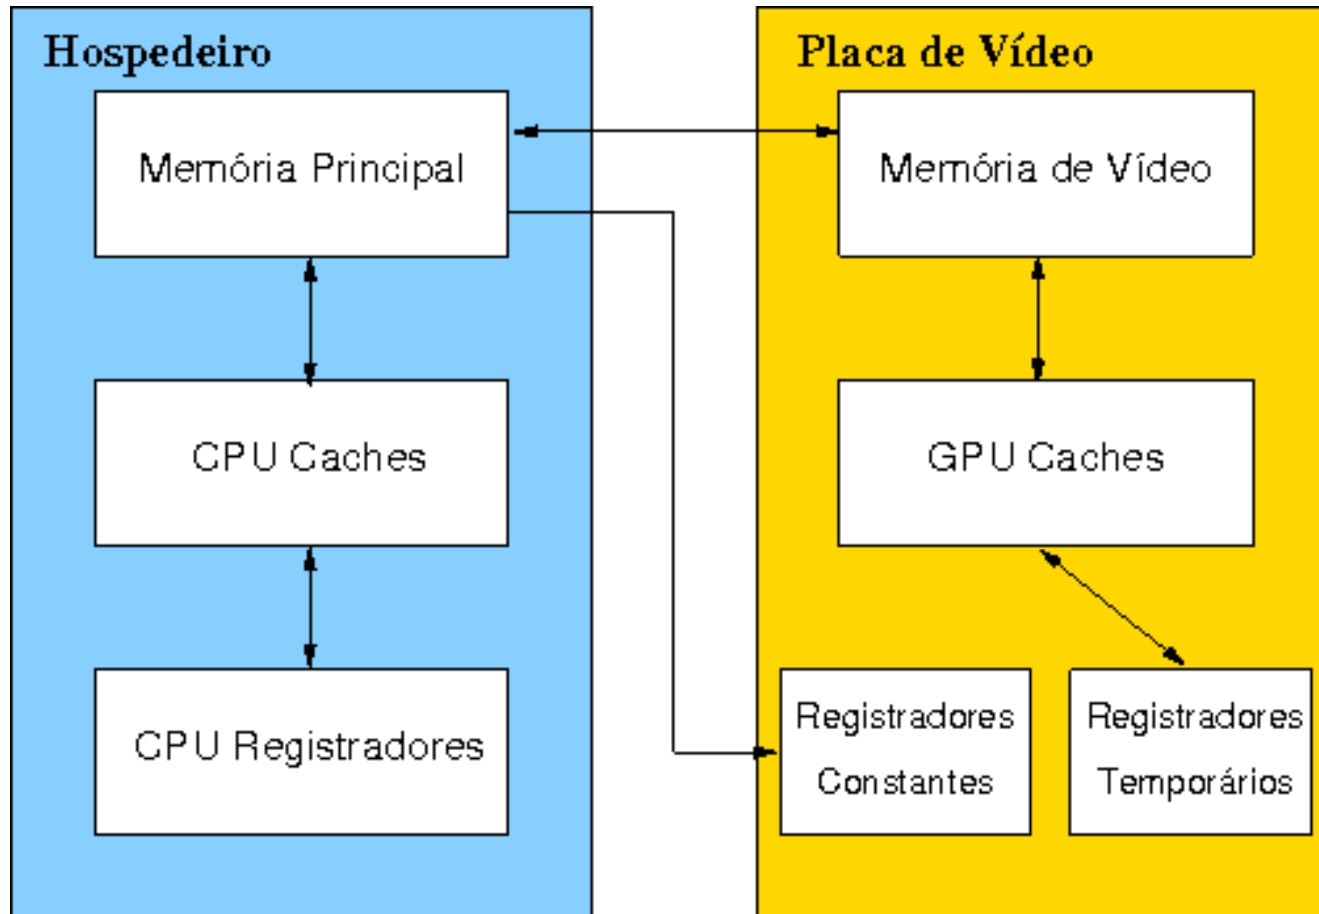 Hospedeiro
Memória Principal
CPU Caches
CPU Registradores
Placa de Vídeo
Memória de Vídeo
GPU Caches
Registradores
Constantes
Registradores
Temporários